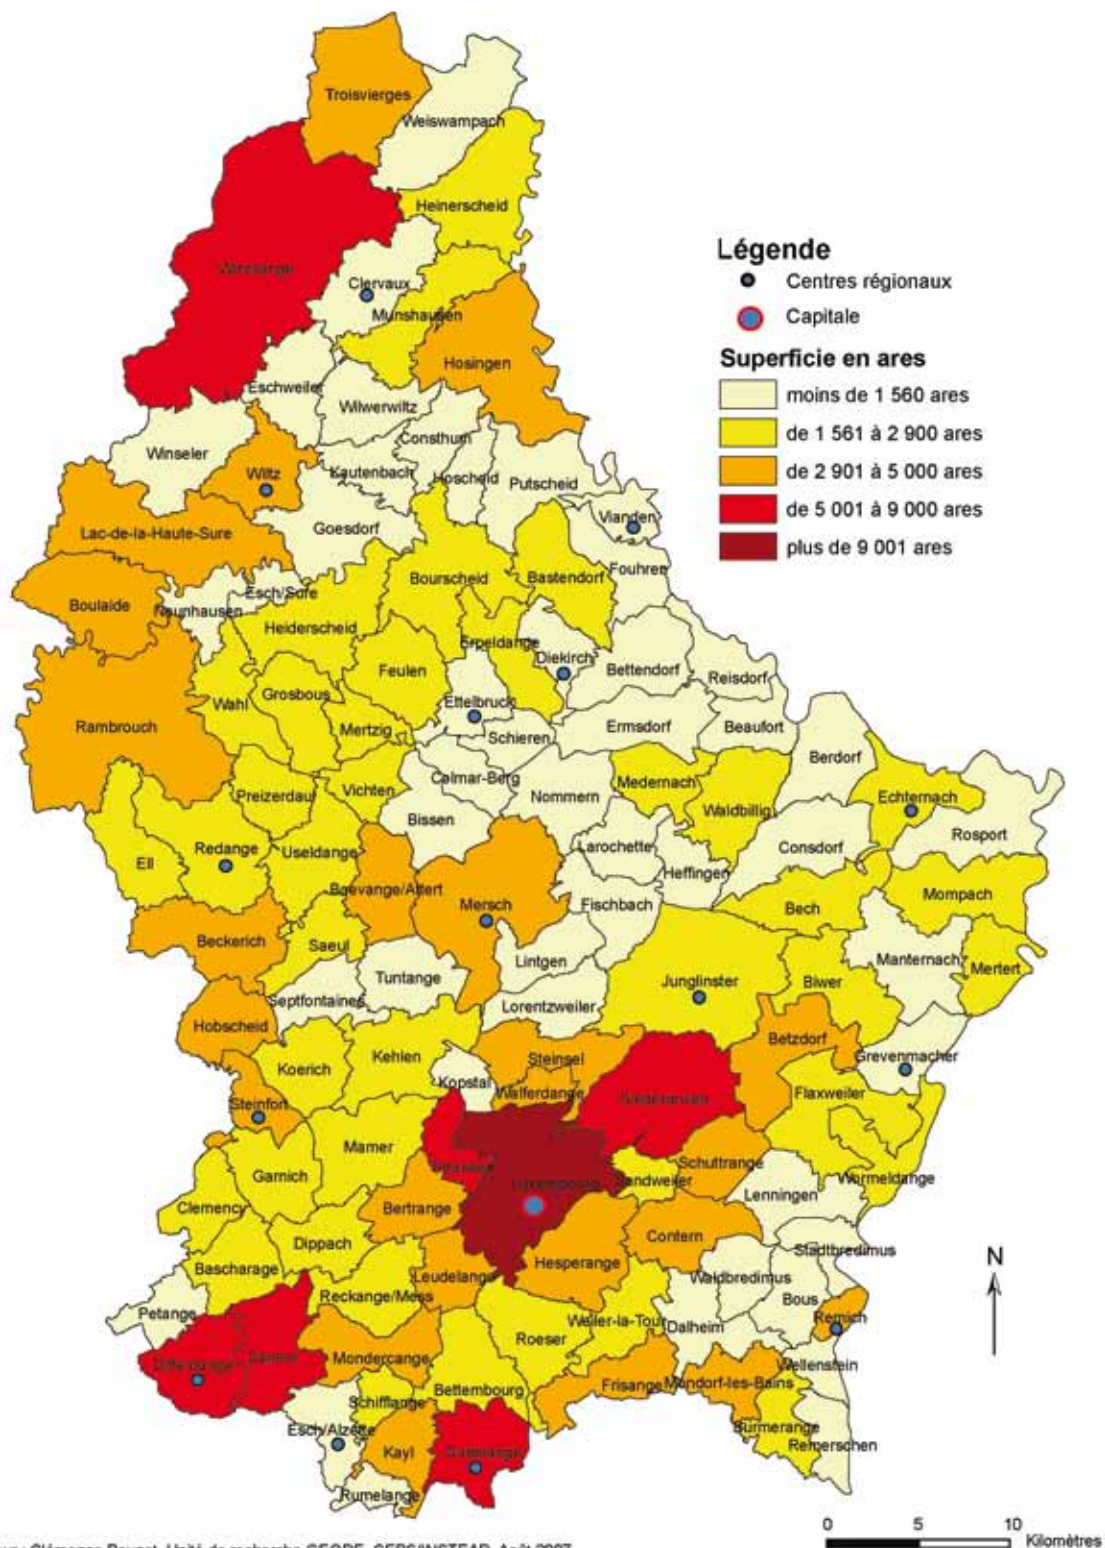 Troisvierges
Weiswampach
Heinerscheid
Wincrange
Clervaux
Munshausen
Hosingen
Eschweiler
Wilwerwiltz
Consthum
Winseler
Wiltz
Kautenbach
Hoscheid
Putscheid
Vianden
Goesdorf
Lac-de-la-Haute-Sure
Fouhren
Bourscheid
Bastendorf
Esch/Sure
Neunhausen
Boulaide
Heiderscheid
Erpeldange
Diekirch
Feulen
Bettendorf
Reisdorf
Grosbous
Wahl
Ettelbruck
Rambrouch
Mertzig
Schieren
Ermsdorf
Beaufort
Berdorf
Colmar-Berg
Medernach
Vichten
Preizerdaul
Nommern
Waldbillig
Echternach
Bissen
Rosport
Redange
Useldange
Larochette
Consdorf
Ell
Heffingen
Boevange/Attert
Mompach
Mersch
Fischbach
Bech
Beckerich
Saeul
Lintgen
Manternach
Mertert
Tuntange
Junglinster
Biwer
Septfontaines
Lorentzweiler
Hobscheid
Betzdorf
Kehlen
Steinsel
Grevenmacher
Koerich
Kopstal
Walferdange
Flaxweiler
Niederanven
Steinfort
Mamer
Strassen
Schuttrange
Garnich
Sandweiler
Wormeldange
Luxembourg
Lenningen
Clemency
Bertrange
Contern
Dippach
Stadtbredimus
Hesperange
Bascharage
Leudelange
Waldbredimus
Reckange/Mess
Bous
Petange
Remich
Weiler-la-Tour
Dalheim
Roeser
Sanem
Mondercange
Differdange
Wellenstein
Frisange
Mondorf-les-Bains
Bettembourg
Schifflange
Burmerange
Esch/Alzette
Remerschen
Kayl
Dudelange
Rumelange
Légende
Centres régionaux
Capitale
Superficie en ares
moins de 1 560 ares
de 1 561 à 2 900 ares
de 2 901 à 5 000 ares
de 5 001 à 9 000 ares
plus de 9 001 ares
N
0 5 10
Kilomètres